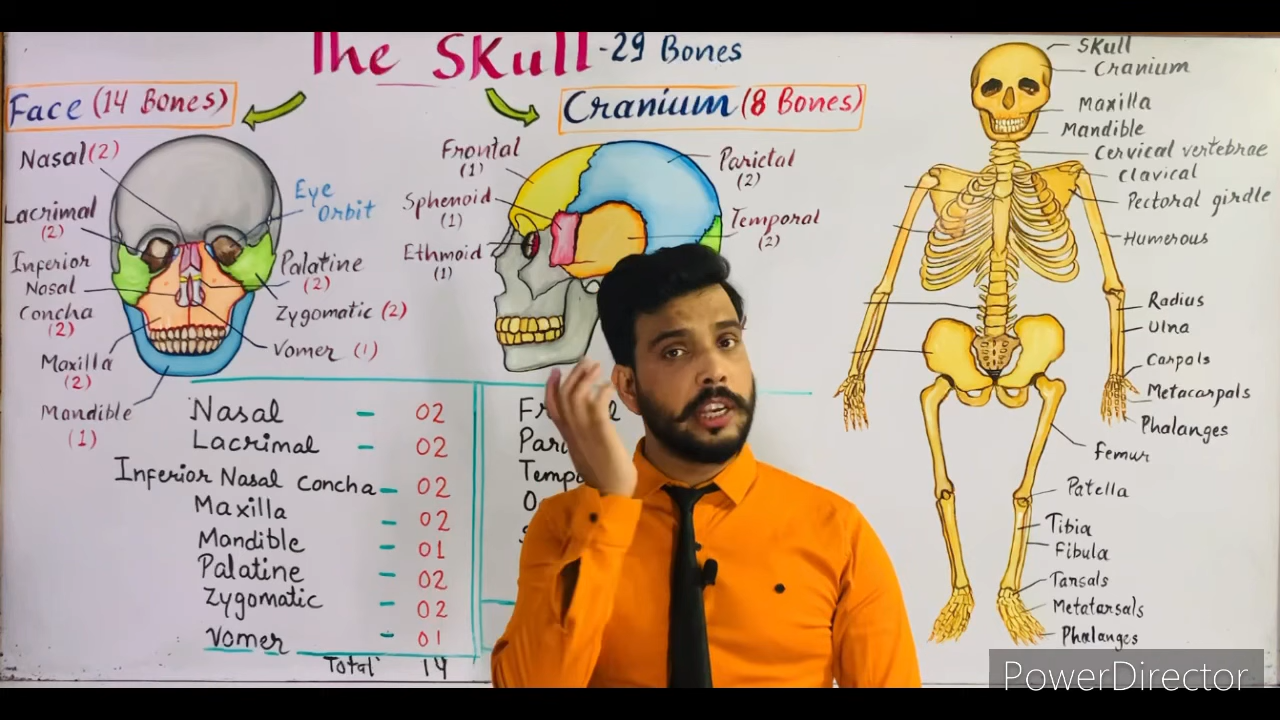 The Skull - 29 Bones
Face (14 Bones)
Cranium (8 Bones)
Nasal (2)
Lacrimal
(2)
Inferior
Nasal
Concha
(2)
Maxilla
(2)
Mandible
(1)
Eye
Orbit
Palatine
(2)
Zygomatic (2)
Vomer (1)
Frontal
(1)
Sphenoid
(1)
Ethmoid
(1)
Parietal
(2)
Temporal
(2)
Nasal - 02
Lacrimal - 02
Inferior Nasal concha - 02
Maxilla - 02
Mandible - 01
Palatine - 02
Zygomatic - 02
Vomer - 01
Total 14
Skull
Cranium
Maxilla
Mandible
Cervical vertebrae
Clavical
Pectoral girdle
Humerous
Radius
Ulna
Carpals
Metacarpals
Phalanges
Femur
Patella
Tibia
Fibula
Tarsals
Metatarsals
Phalanges
PowerDirector